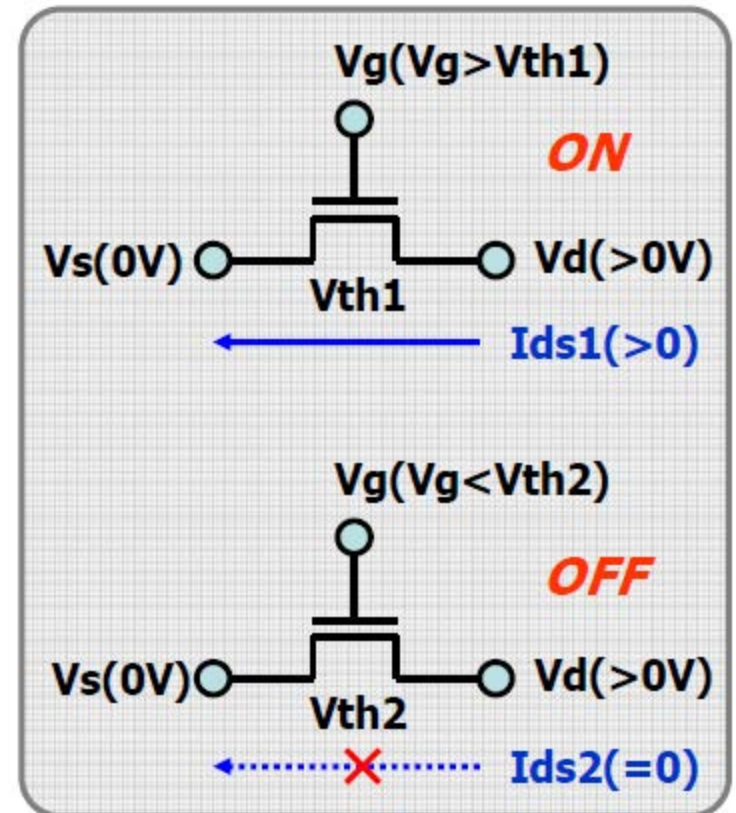 Vg(Vg>Vth1)
ON
Vs(0V)
Vd(>0V)
Vth1
Ids1(>0)
Vg(Vg<Vth2)
OFF
Vs(0V)
Vd(>0V)
Vth2
Ids2(=0)